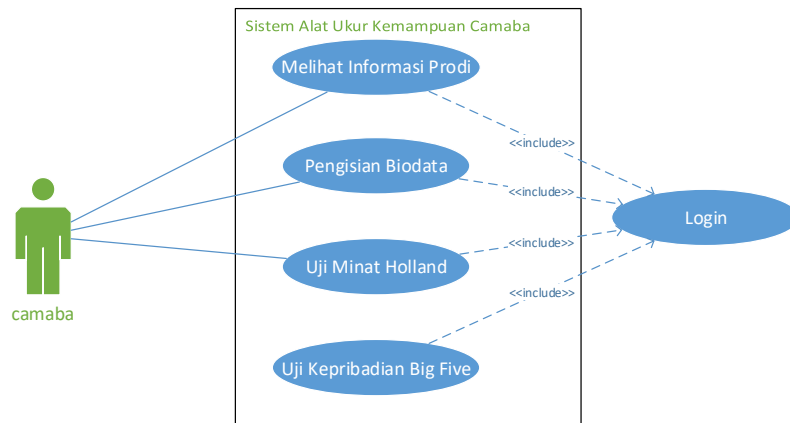 Sistem Alat Ukur Kemampuan Camaba
Melihat Informasi Prodi
<<include>>
Pengisian Biodata
<<include>>
Login
<<include>>
Uji Minat Holland
<<include>>
camaba
Uji Kepribadian Big Five